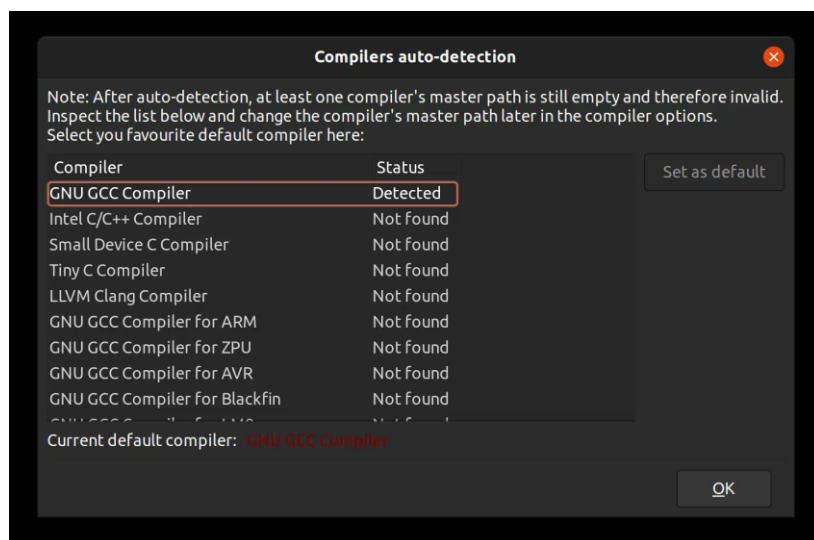 Compilers auto-detection
Note: After auto-detection, at least one compiler's master path is still empty and therefore invalid.
Inspect the list below and change the compiler's master path later in the compiler options.
Select you favourite default compiler here:
Compiler Status
Set as default
GNU GCC Compiler Detected
Intel C/C++ Compiler Not found
Small Device C Compiler Not found
Tiny C Compiler Not found
LLVM Clang Compiler Not found
GNU GCC Compiler for ARM Not found
GNU GCC Compiler for ZPU Not found
GNU GCC Compiler for AVR Not found
GNU GCC Compiler for Blackfin Not found
Current default compiler: GNU GCC Compiler
OK